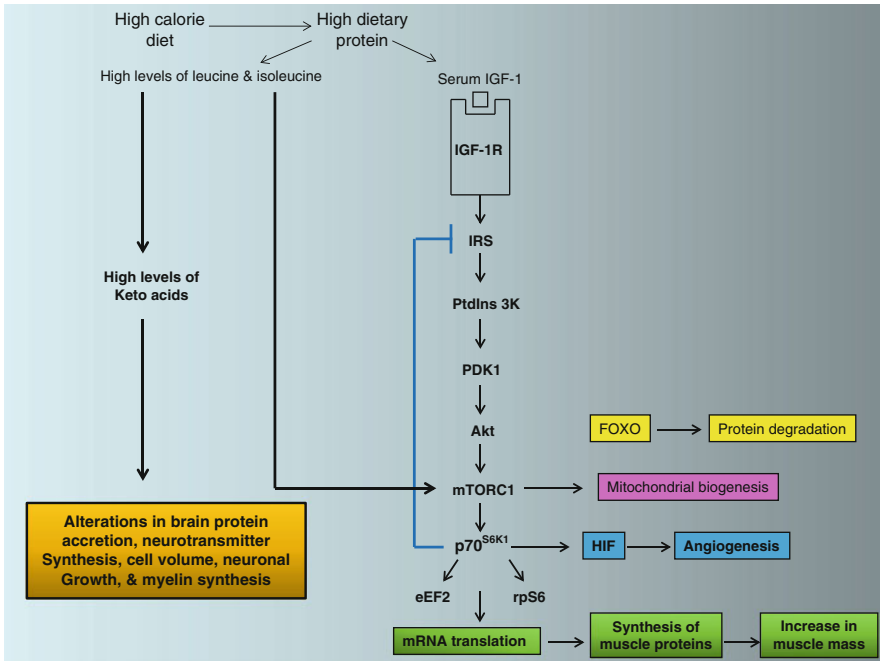 High calorie
diet
High dietary
protein
High levels of leucine & isoleucine
Serum IGF-1
IGF-1R
IRS
High levels of
Keto acids
PtdIns 3K
PDK1
Akt
FOXO
Protein degradation
mTORC1
Mitochondrial biogenesis
Alterations in brain protein
accretion, neurotransmitter
Synthesis, cell volume, neuronal
Growth, & myelin synthesis
p70S6K1
HIF
Angiogenesis
eEF2
rpS6
mRNA translation
Synthesis of
muscle proteins
Increase in
muscle mass